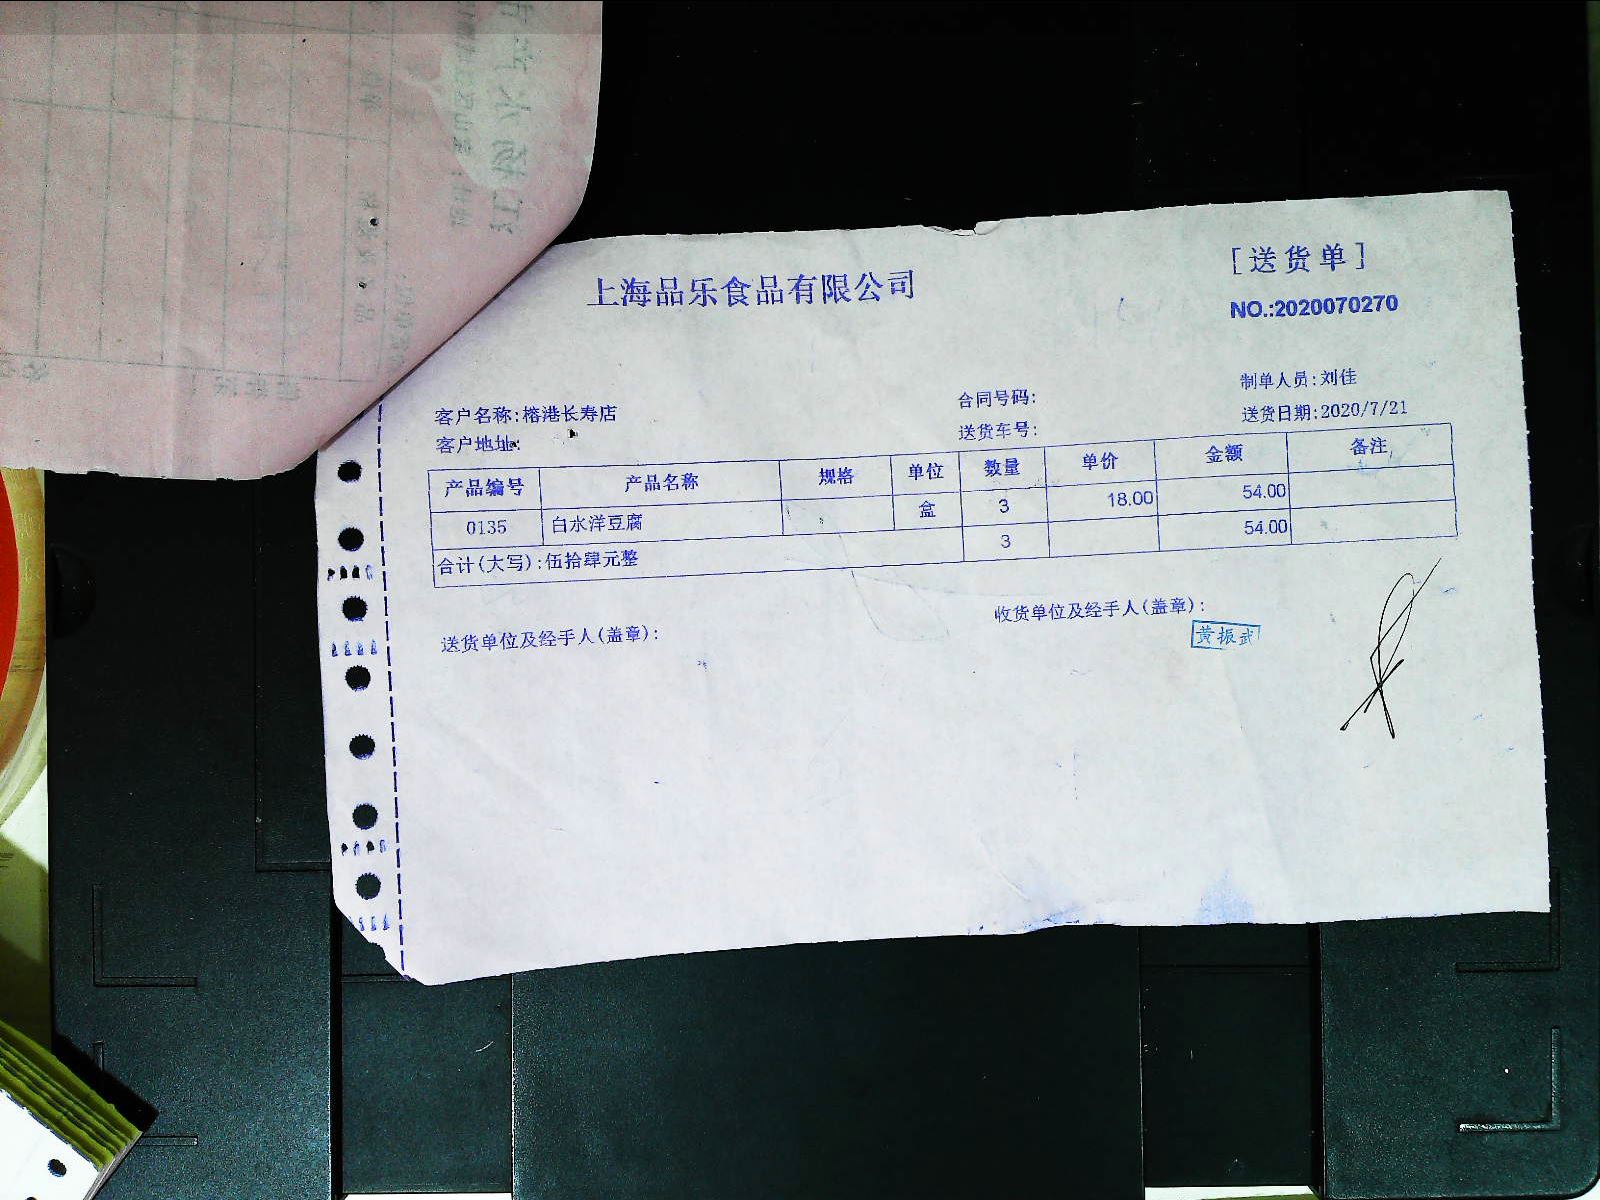 上海品乐食品有限公司
[送货单]
NO.:2020070270
制单人员:刘佳
客户名称:榕港长寿店
合同号码:
送货日期:2020/7/21
客户地址:
送货车号:
产品编号 产品名称 规格 单位 数量 单价 金额 备注
0135 白水洋豆腐 盒 3 18.00 54.00
合计(大写):伍拾肆元整 3 54.00
送货单位及经手人(盖章):
收货单位及经手人(盖章):
黄振武